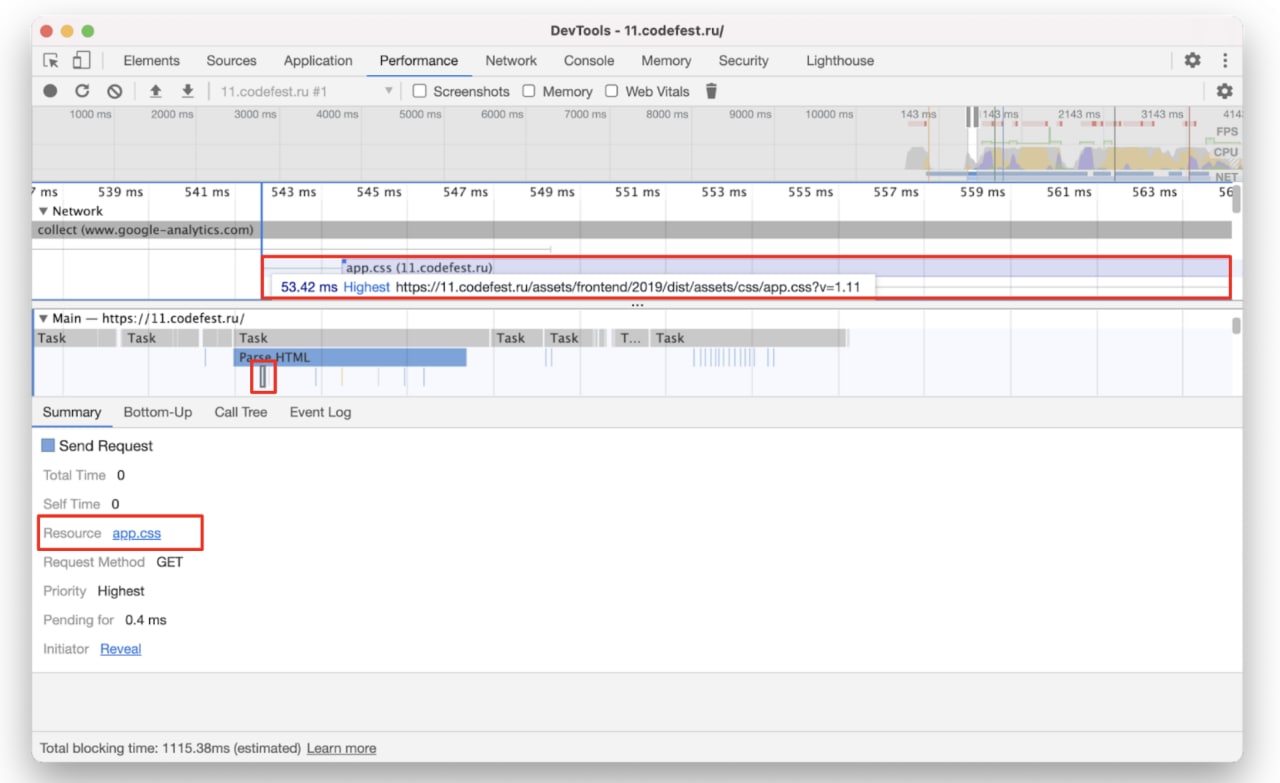 DevTools - 11.codefest.ru/
Elements Sources Application Performance Network Console Memory Security Lighthouse
11.codefest.ru #1 Screenshots Memory Web Vitals
1000 ms 2000 ms 3000 ms 4000 ms 5000 ms 6000 ms 7000 ms 8000 ms 9000 ms 10000 ms 143 ms 143 ms 2143 ms 3143 ms 4143
FPS
CPU
NET
7 ms 539 ms 541 ms 543 ms 545 ms 547 ms 549 ms 551 ms 553 ms 555 ms 557 ms 559 ms 561 ms 563 ms 56
Network
collect (www.google-analytics.com)
app.css (11.codefest.ru)
53.42 ms Highest https://11.codefest.ru/assets/frontend/2019/dist/assets/css/app.css?v=1.11
...
Main — https://11.codefest.ru/
Task Task Task Task Task T... Task
Parse HTML
Summary Bottom-Up Call Tree Event Log
Send Request
Total Time 0
Self Time 0
Resource app.css
Request Method GET
Priority Highest
Pending for 0.4 ms
Initiator Reveal
Total blocking time: 1115.38ms (estimated) Learn more